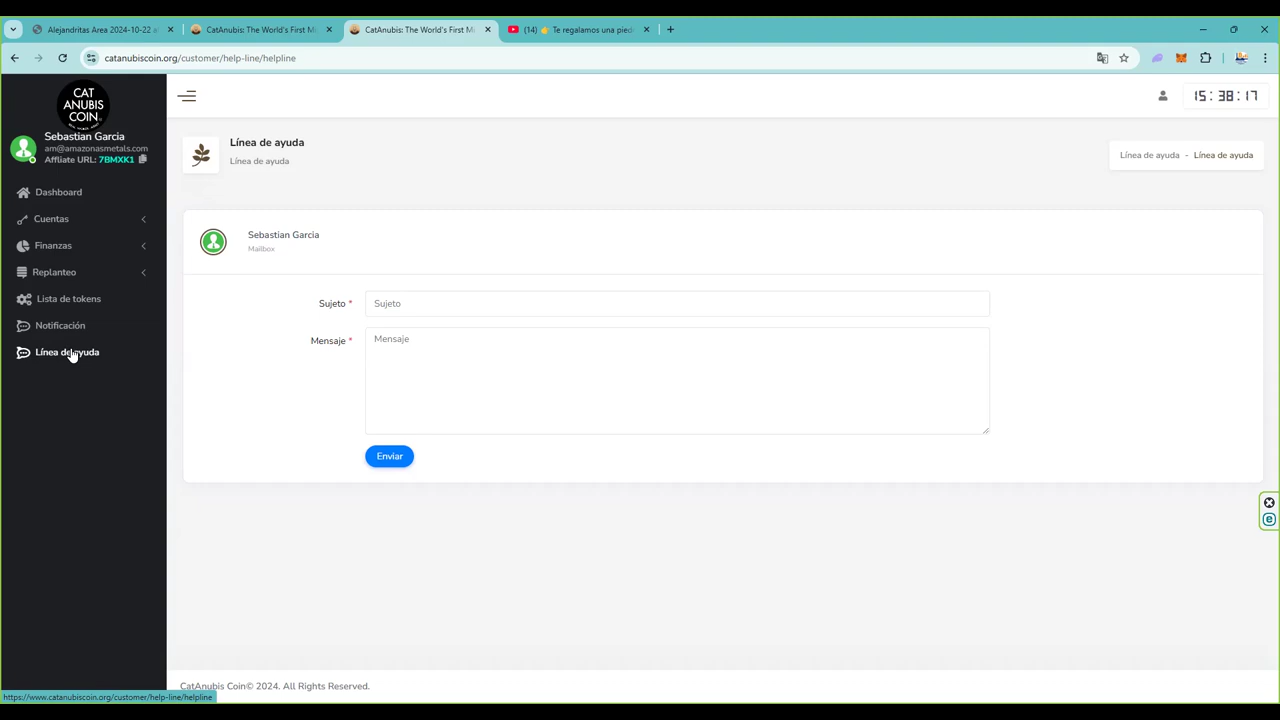 Alejandritas Area 2024-10-22 a
CatAnubis: The World's First Mi
CatAnubis: The World's First Mi
(14) 👉 Te regalamos una pied
catanubiscoin.org/customer/help-line/helpline
CAT
ANUBIS
COIN
Sebastian Garcia
am@amazonasmetals.com
Affliate URL: 7BMXK1
15:38:17
Línea de ayuda
Línea de ayuda
Línea de ayuda - Línea de ayuda
Dashboard
Cuentas
Finanzas
Replanteo
Lista de tokens
Notificación
Línea de ayuda
Sebastian Garcia
Mailbox
Sujeto *
Sujeto
Mensaje *
Mensaje
Enviar
CatAnubis Coin© 2024. All Rights Reserved.
https://www.catanubiscoin.org/customer/help-line/helpline